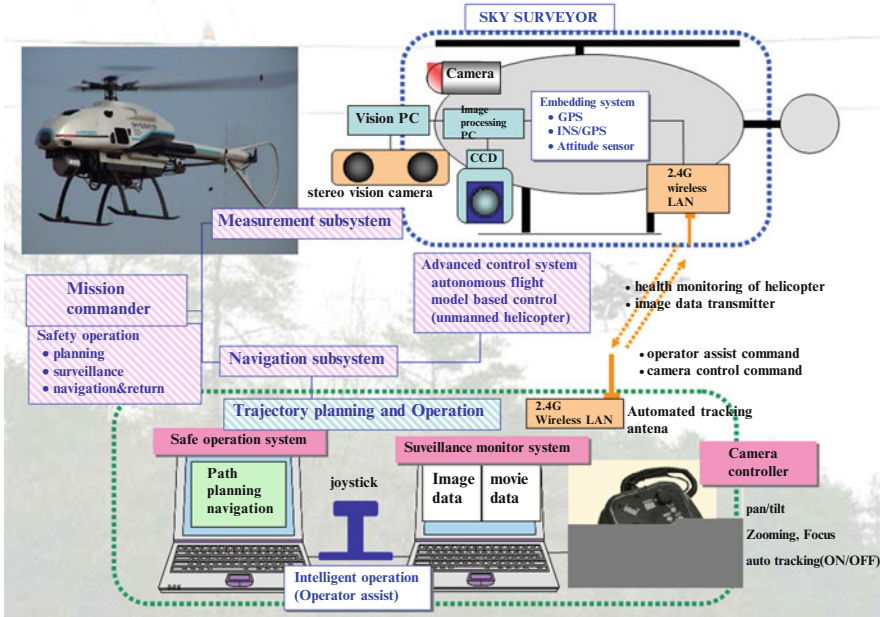 SKY SURVEYOR
Camera
Vision PC
Image
processing
PC
Embedding system
• GPS
• INS/GPS
• Attitude sensor
CCD
stereo vision camera
2.4G
wireless
LAN
Measurement subsystem
Advanced control system
autonomous flight
model based control
(unmanned helicopter)
Mission
commander
• health monitoring of helicopter
• image data transmitter
Safety operation
• planning
• surveillance
• navigation&return
Navigation subsystem
• operator assist command
• camera control command
Trajectory planning and Operation
2.4G
Wireless LAN
Automated tracking
antena
Safe operation system
Suveillance monitor system
Camera
controller
Path
planning
navigation
joystick
Image
data
movie
data
pan/tilt
Zooming, Focus
auto tracking(ON/OFF)
Intelligent operation
(Operator assist)